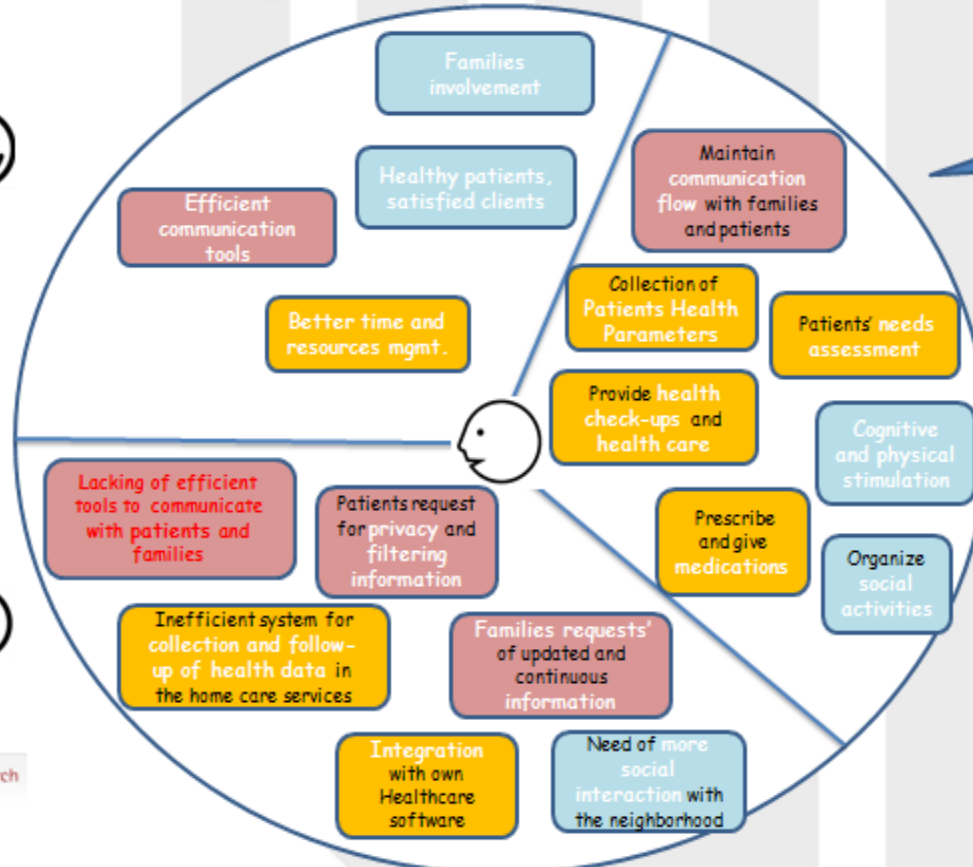 Families
involvement
Healthy patients,
satisfied clients
Efficient
communication
tools
Better time and
resources mgmt.
Maintain
communication
flow with families
and patients
Collection of
Patients Health
Parameters
Patients' needs
assessment
Provide health
check-ups and
health care
Cognitive
and physical
stimulation
Prescribe
and give
medications
Organize
social
activities
Lacking of efficient
tools to communicate
with patients and
families
Patients request
for privacy and
filtering
information
Inefficient system for
collection and follow-
up of health data in
the home care services
Families requests'
of updated and
continuous
information
Integration
with own
Healthcare
software
Need of more
social
interaction with
the neighborhood
rch